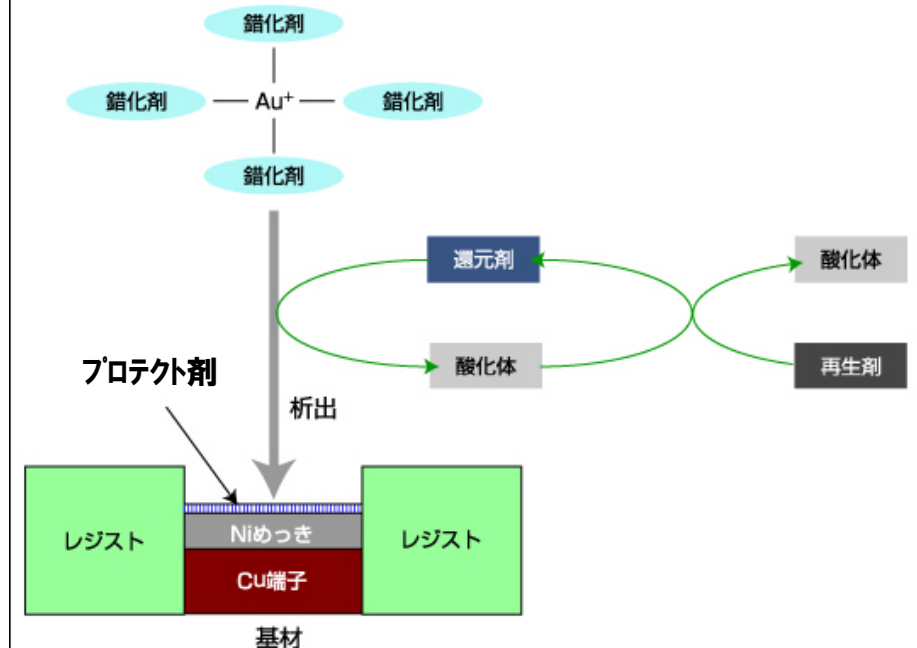 錯化剤
錯化剤 Au⁺ 錯化剤
錯化剤
還元剤 酸化体
プロテクト剤 酸化体 再生剤
析出
レジスト Niめっき レジスト
Cu端子
基材